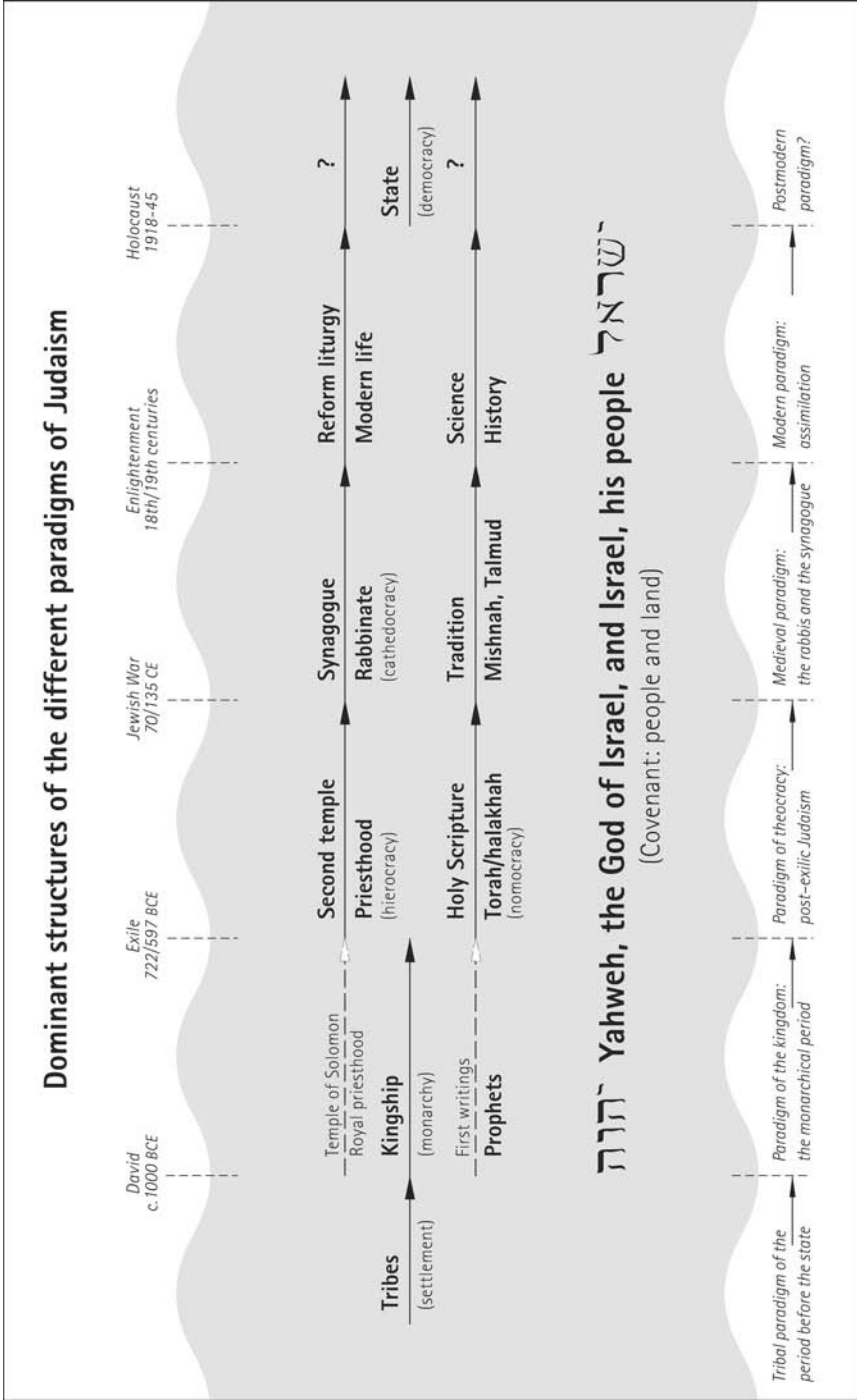 Dominant structures of the different paradigms of Judaism
David
c.1000 BCE
Exile
722/597 BCE
Jewish War
70/135 CE
Enlightenment
18th/19th centuries
Holocaust
1918-45
Temple of Solomon
Royal priesthood
Second temple
Priesthood
(hierocracy)
Synagogue
Rabbinate
(cathedocracy)
Reform liturgy
Modern life
?
Tribes
(settlement)
Kingship
(monarchy)
State
(democracy)
First writings
Prophets
Holy Scripture
Torah/halakhah
(nomocracy)
Tradition
Mishnah, Talmud
Science
History
?
יהוה Yahweh, the God of Israel, and Israel, his people ישראל
(Covenant: people and land)
Tribal paradigm of the
period before the state
Paradigm of the kingdom:
the monarchical period
Paradigm of theocracy:
post-exilic Judaism
Medieval paradigm:
the rabbis and the synagogue
Modern paradigm:
assimilation
Postmodern
paradigm?